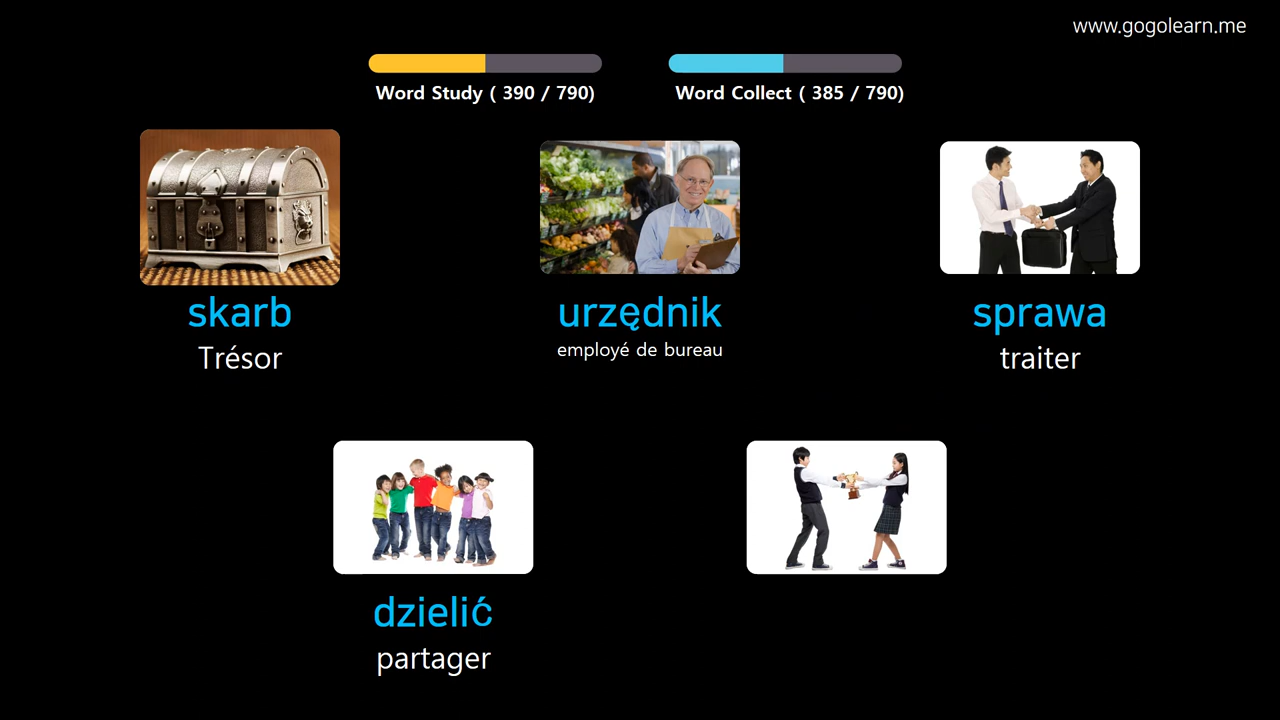 www.gogolearn.me
Word Study ( 390 / 790)
Word Collect ( 385 / 790)
skarb
Trésor
urzędnik
employé de bureau
sprawa
traiter
dzielić
partager